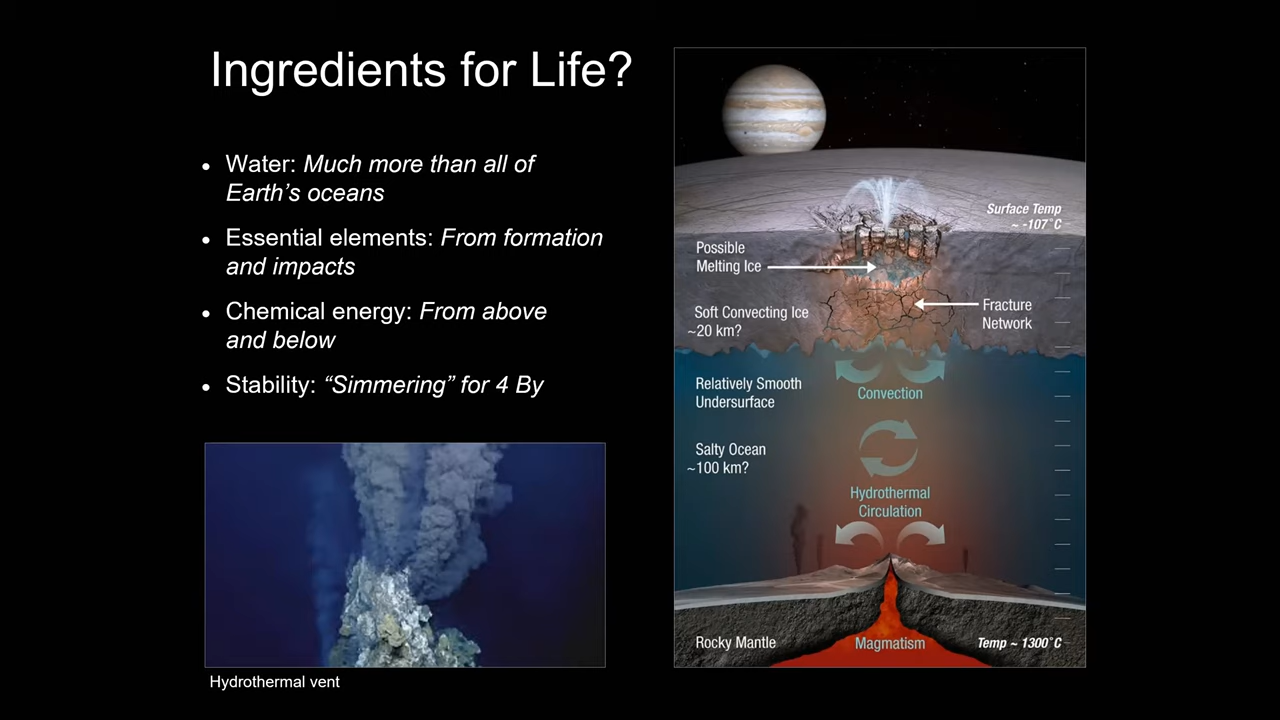 Ingredients for Life?
• Water: Much more than all of
Earth’s oceans
• Essential elements: From formation
and impacts
• Chemical energy: From above
and below
• Stability: “Simmering” for 4 By
Hydrothermal vent
Surface Temp
~ -107˚C
Possible
Melting Ice
Fracture
Network
Soft Convecting Ice
~20 km?
Relatively Smooth
Undersurface
Convection
Salty Ocean
~100 km?
Hydrothermal
Circulation
Rocky Mantle
Magmatism
Temp ~ 1300˚C